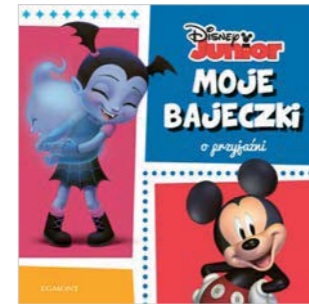 Disney
Junior
MOJE
BAJECZKI
o przyjaźni
EGMONT